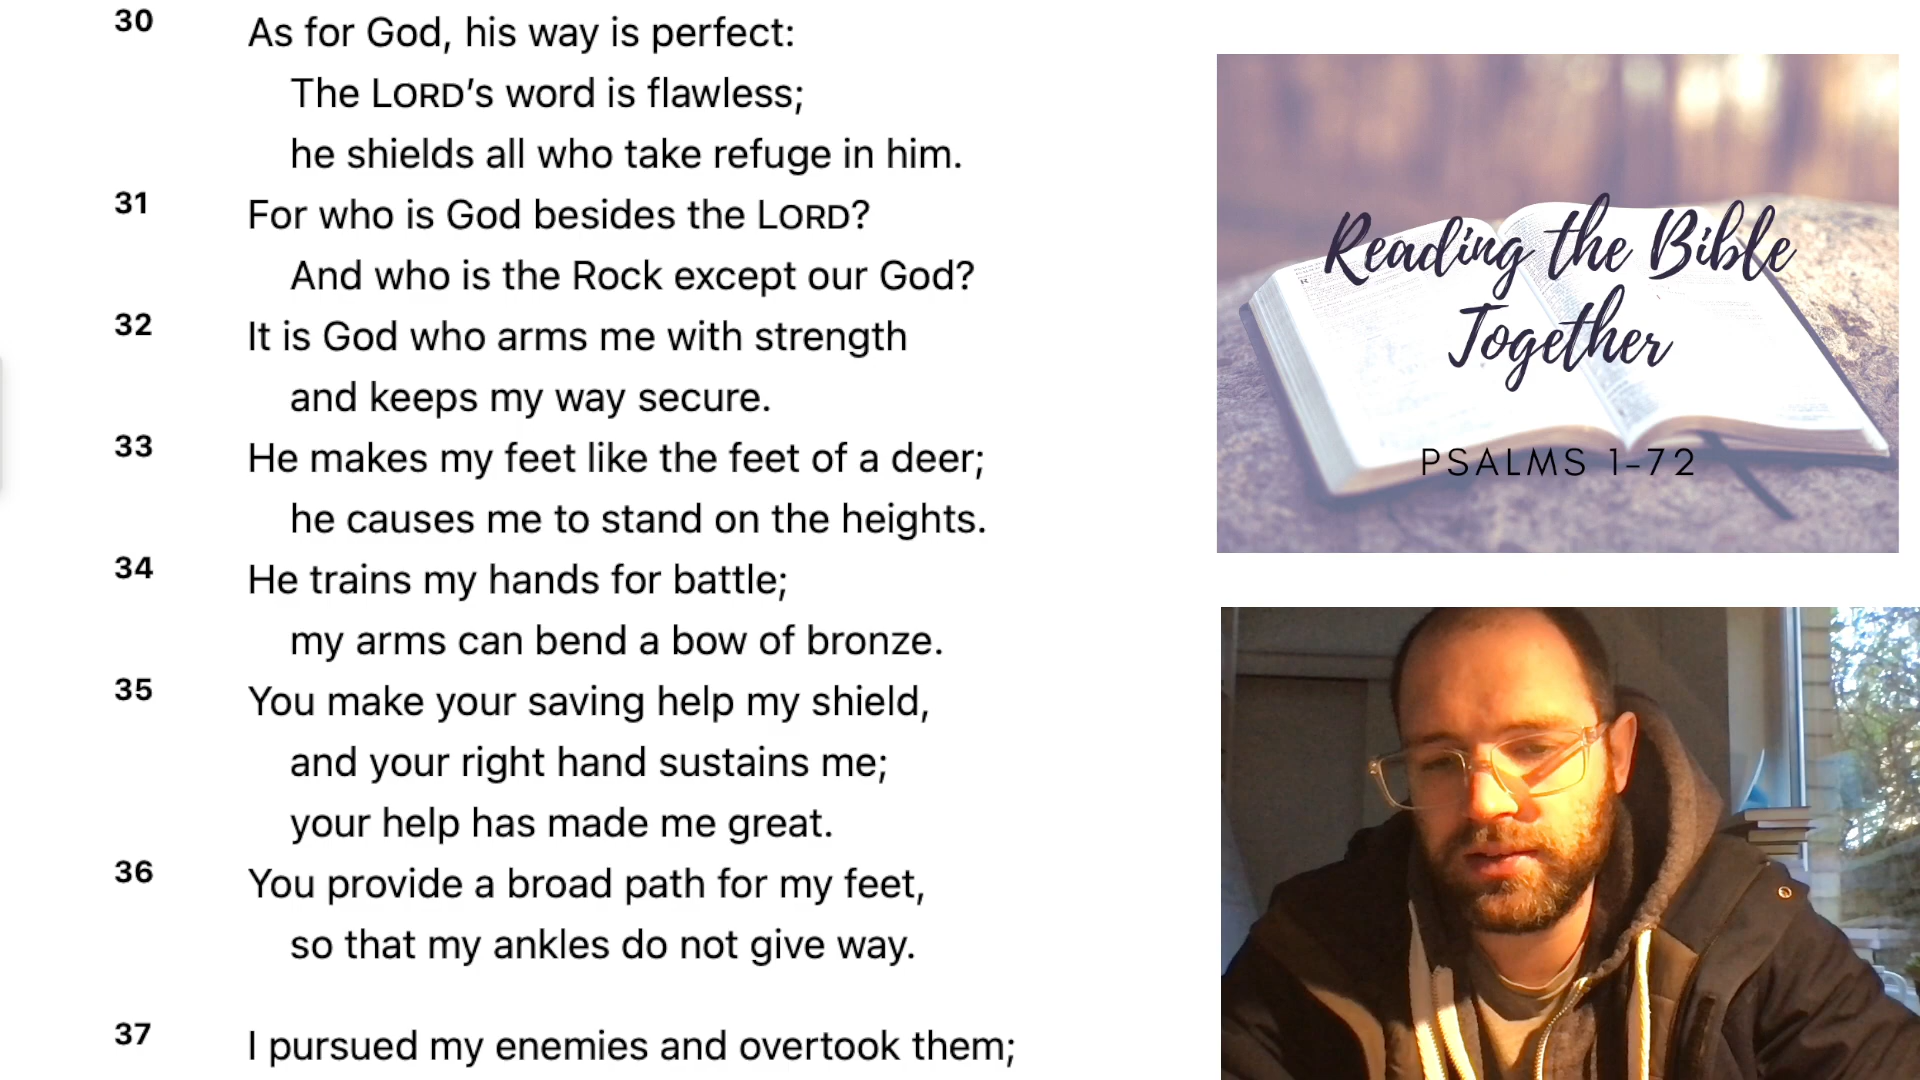 30 As for God, his way is perfect:
The LORD’s word is flawless;
he shields all who take refuge in him.
31 For who is God besides the LORD?
And who is the Rock except our God?
32 It is God who arms me with strength
and keeps my way secure.
33 He makes my feet like the feet of a deer;
he causes me to stand on the heights.
34 He trains my hands for battle;
my arms can bend a bow of bronze.
35 You make your saving help my shield,
and your right hand sustains me;
your help has made me great.
36 You provide a broad path for my feet,
so that my ankles do not give way.
37 I pursued my enemies and overtook them;
Reading the Bible
Together
PSALMS 1-72